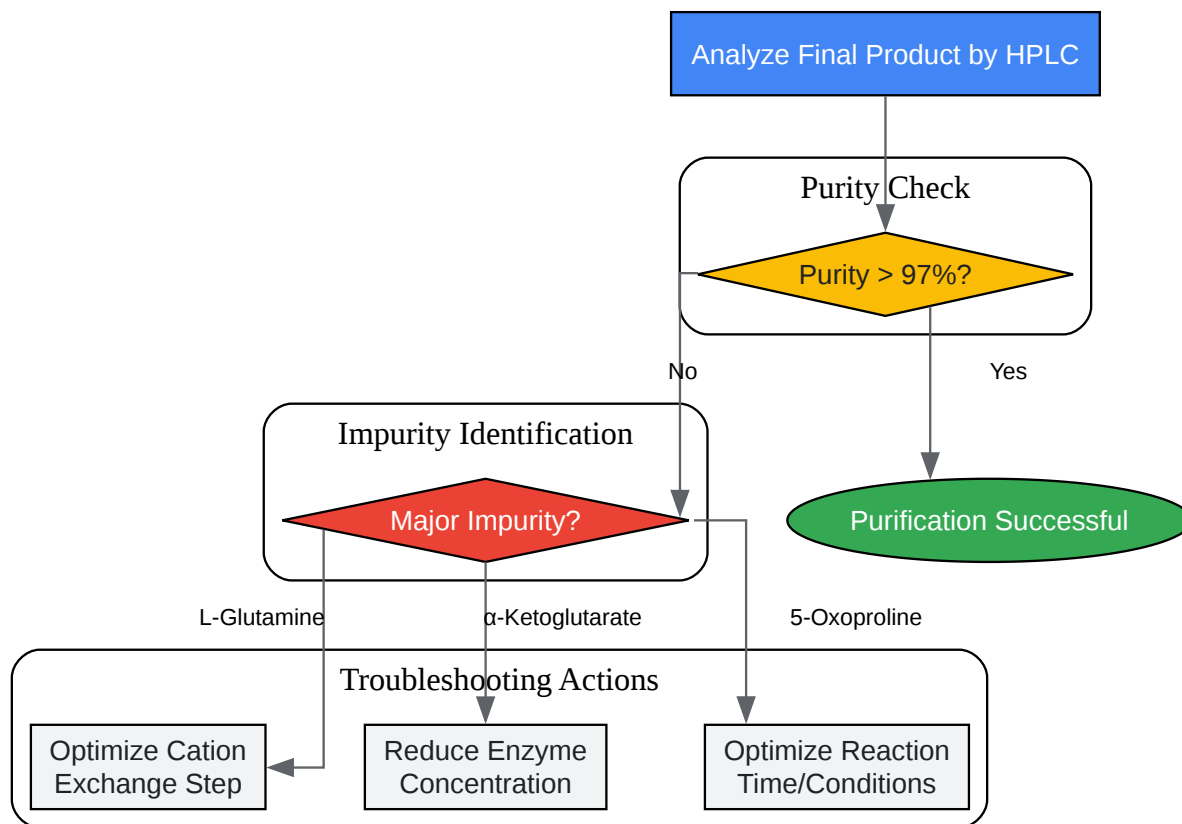 Analyze Final Product by HPLC
Purity Check
Purity > 97%?
No
Yes
Impurity Identification
Major Impurity?
Purification Successful
L-Glutamine
α-Ketoglutarate
5-Oxoproline
Troubleshooting Actions
Optimize Cation
Exchange Step
Reduce Enzyme
Concentration
Optimize Reaction
Time/Conditions